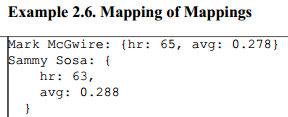 Example 2.6. Mapping of Mappings
Mark McGwire: {hr: 65, avg: 0.278}
Sammy Sosa: {
    hr: 63,
    avg: 0.288
  }